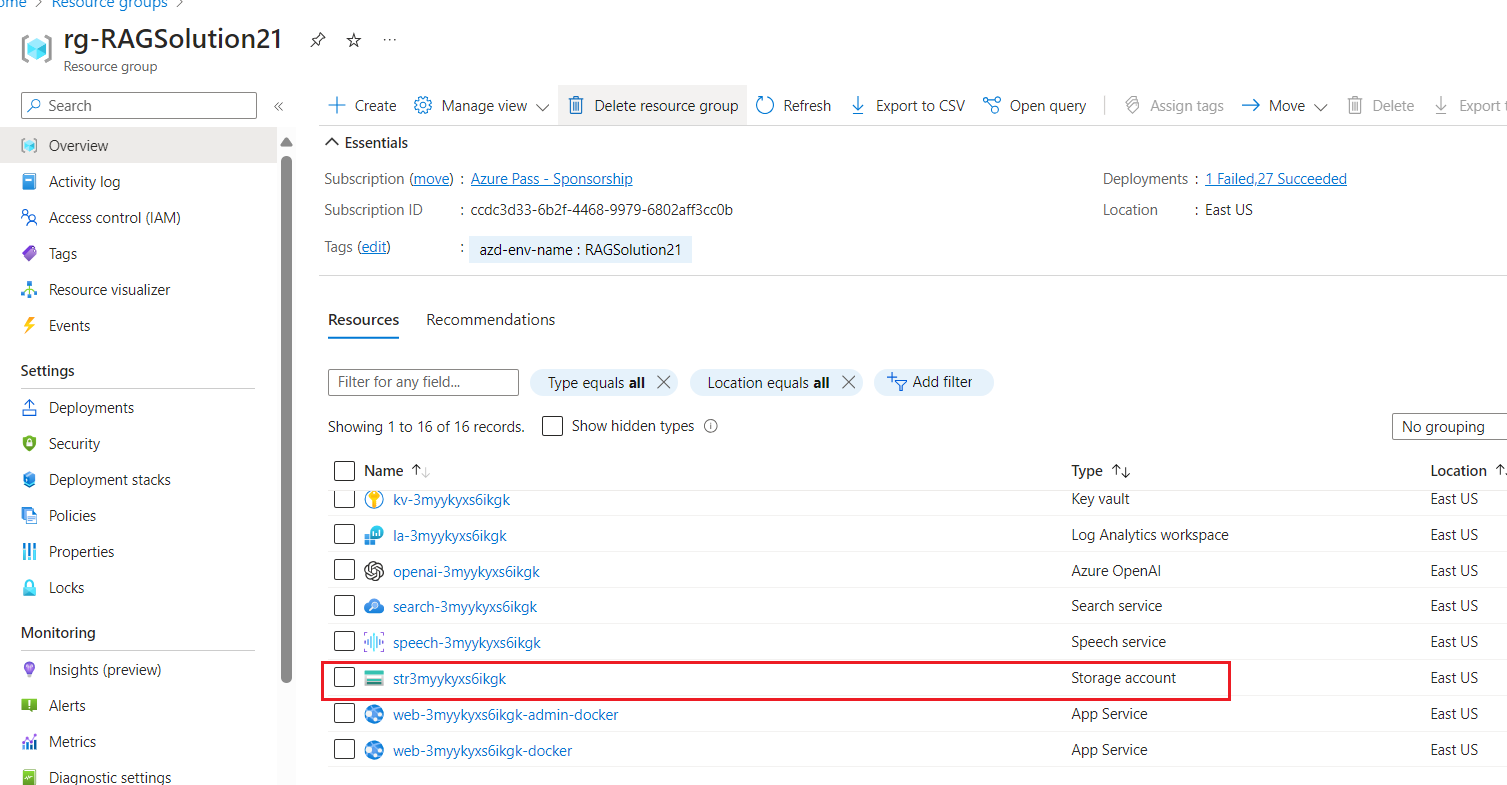 Resource groups
rg-RAGSolution21
Resource group
Search
Create
Manage view
Delete resource group
Refresh
Export to CSV
Open query
Assign tags
Move
Delete
Export
Overview
Activity log
Access control (IAM)
Tags
Resource visualizer
Events
Settings
Deployments
Security
Deployment stacks
Policies
Properties
Locks
Monitoring
Insights (preview)
Alerts
Metrics
Diagnostic settings
Essentials
Subscription (move) : Azure Pass - Sponsorship
Subscription ID : ccdc3d33-6b2f-4468-9979-6802aff3cc0b
Tags (edit) : azd-env-name : RAGSolution21
Deployments : 1 Failed,27 Succeeded
Location : East US
Resources Recommendations
Filter for any field...
Type equals all
Location equals all
Add filter
Showing 1 to 16 of 16 records.
Show hidden types
No grouping
Name Type Location
kv-3myykyxs6ikgk Key vault East US
la-3myykyxs6ikgk Log Analytics workspace East US
openai-3myykyxs6ikgk Azure OpenAI East US
search-3myykyxs6ikgk Search service East US
speech-3myykyxs6ikgk Speech service East US
str3myykyxs6ikgk Storage account East US
web-3myykyxs6ikgk-admin-docker App Service East US
web-3myykyxs6ikgk-docker App Service East US